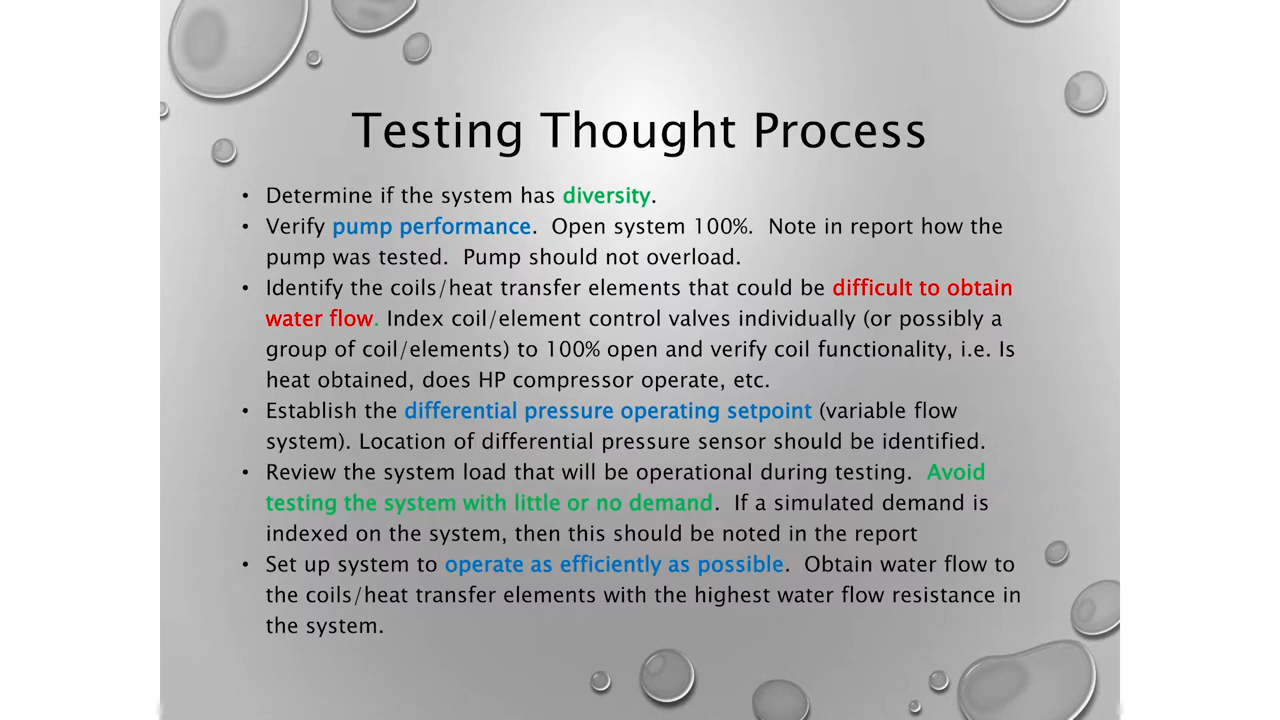 Testing Thought Process
• Determine if the system has diversity.
• Verify pump performance.  Open system 100%.  Note in report how the
pump was tested.  Pump should not overload.
• Identify the coils/heat transfer elements that could be difficult to obtain
water flow. Index coil/element control valves individually (or possibly a
group of coil/elements) to 100% open and verify coil functionality, i.e. Is
heat obtained, does HP compressor operate, etc.
• Establish the differential pressure operating setpoint (variable flow
system). Location of differential pressure sensor should be identified.
• Review the system load that will be operational during testing.  Avoid
testing the system with little or no demand.  If a simulated demand is
indexed on the system, then this should be noted in the report
• Set up system to operate as efficiently as possible.  Obtain water flow to
the coils/heat transfer elements with the highest water flow resistance in
the system.